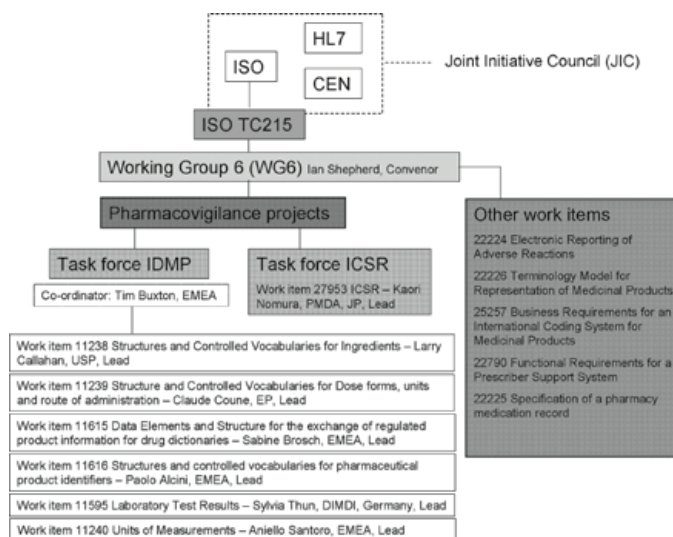 HL7
ISO
CEN
Joint Initiative Council (JIC)
ISO TC215
Working Group 6 (WG6) Ian Shepherd, Convenor
Pharmacovigilance projects
Task force IDMP
Co-ordinator: Tim Buxton, EMEA
Task force ICSR
Work item 27953 ICSR – Kaori
Nomura, PMDA, JP, Lead
Work item 11238 Structures and Controlled Vocabularies for Ingredients – Larry
Callahan, USP, Lead
Work item 11239 Structure and Controlled Vocabularies for Dose forms, units
and route of administration – Claude Coune, EP, Lead
Work item 11615 Data Elements and Structure for the exchange of regulated
product information for drug dictionaries – Sabine Brosch, EMEA, Lead
Work item 11616 Structures and controlled vocabularies for pharmaceutical
product identifiers – Paolo Alcini, EMEA, Lead
Work item 11595 Laboratory Test Results – Sylvia Thun, DIMDI, Germany, Lead
Work item 11240 Units of Measurements – Aniello Santoro, EMEA, Lead
Other work items
22224 Electronic Reporting of
Adverse Reactions
22226 Terminology Model for
Representation of Medicinal Products
25257 Business Requirements for an
International Coding System for
Medicinal Products
22790 Functional Requirements for a
Prescriber Support System
22225 Specification of a pharmacy
medication record